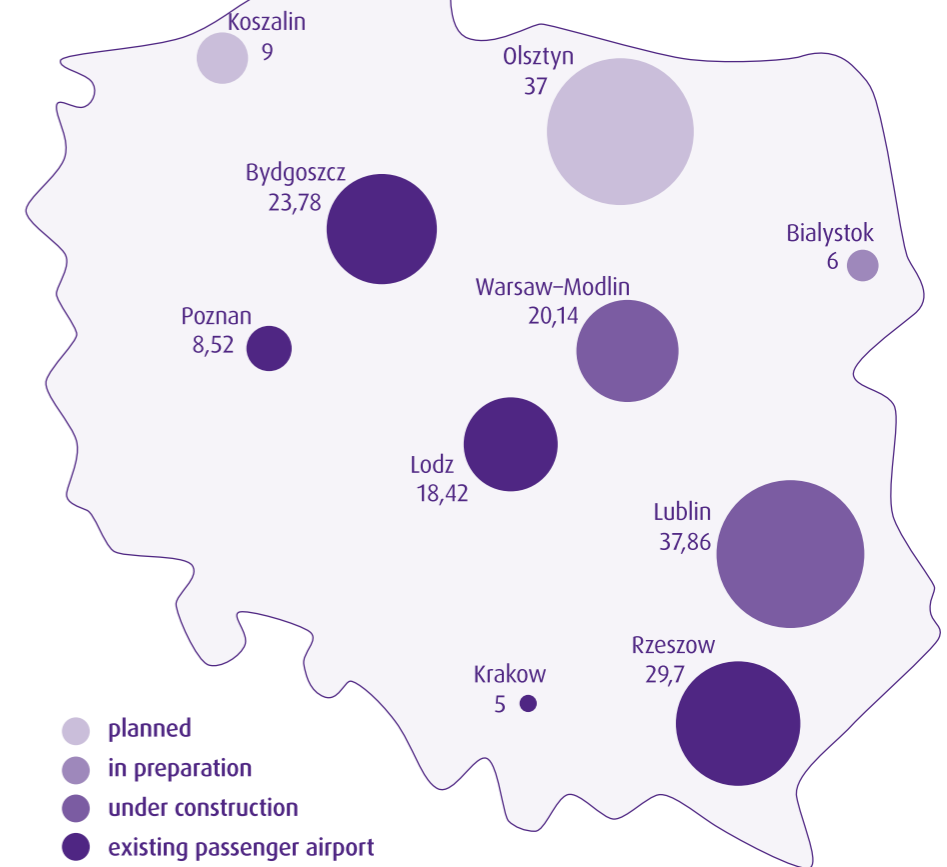 Koszalin
9
Olsztyn
37
Bydgoszcz
23,78
Bialystok
6
Warsaw–Modlin
20,14
Poznan
8,52
Lodz
18,42
Lublin
37,86
Rzeszow
29,7
Krakow
5
planned
in preparation
under construction
existing passenger airport